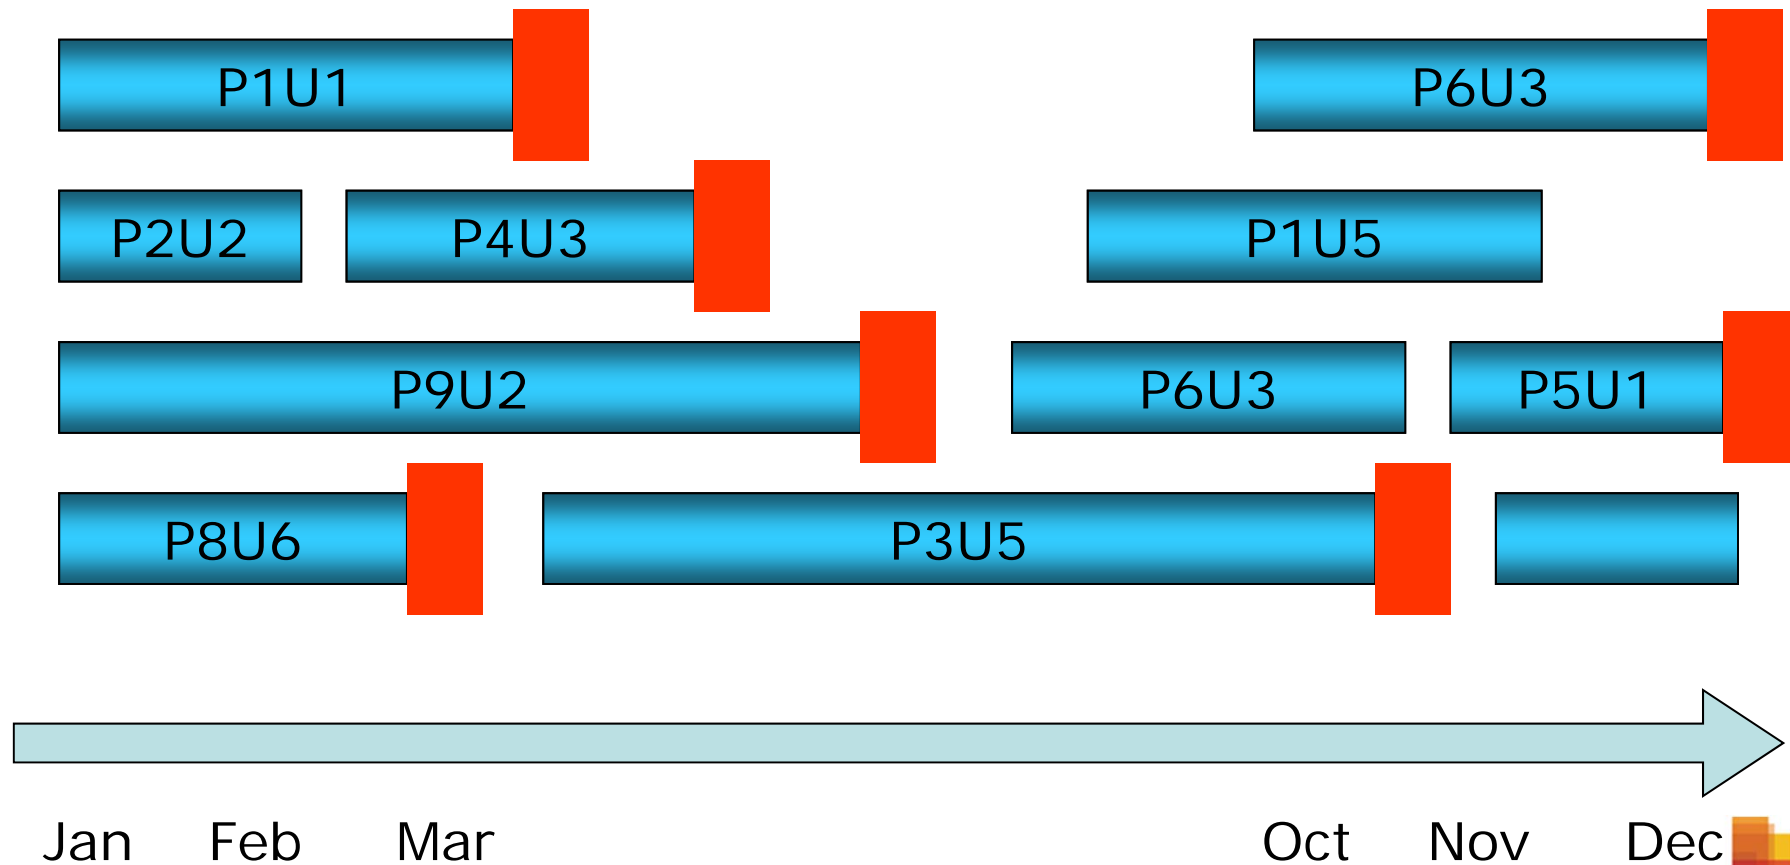 P1U1 P6U3
P2U2 P4U3 P1U5
P9U2 P6U3 P5U1
P8U6 P3U5
Jan Feb Mar Oct Nov Dec